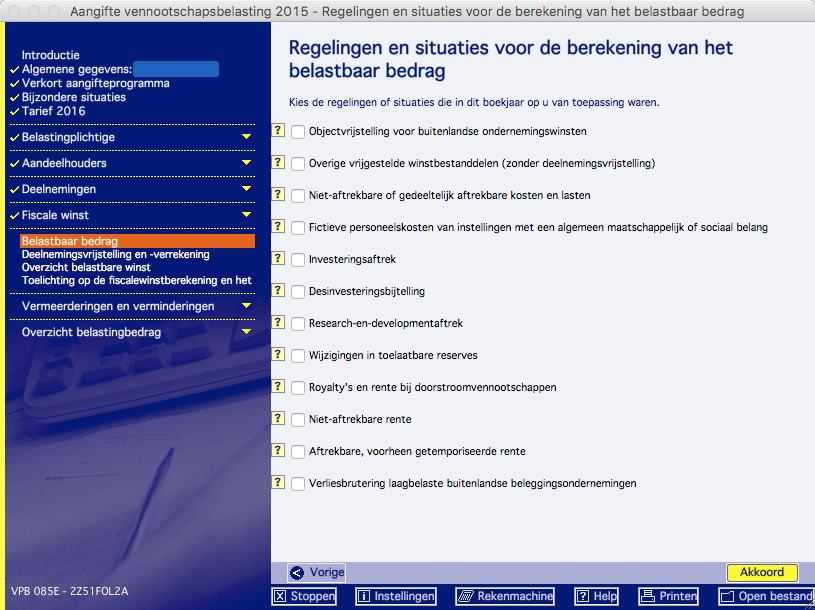 Aangifte vennootschapsbelasting 2015 - Regelingen en situaties voor de berekening van het belastbaar bedrag
Introductie
Algemene gegevens:
Verkort aangifteprogramma
Bijzondere situaties
Tarief 2016
Belastingplichtige
Aandeelhouders
Deelnemingen
Fiscale winst
Belastbaar bedrag
Deelnemingsvrijstelling en -verrekening
Overzicht belastbare winst
Toelichting op de fiscalewinstberekening en het
Vermeerderingen en verminderingen
Overzicht belastingbedrag
VPB 085E - 2Z51FOL2A
Regelingen en situaties voor de berekening van het
belastbaar bedrag
Kies de regelingen of situaties die in dit boekjaar op u van toepassing waren.
? Objectvrijstelling voor buitenlandse ondernemingswinsten
? Overige vrijgestelde winstbestanddelen (zonder deelnemingsvrijstelling)
? Niet-aftrekbare of gedeeltelijk aftrekbare kosten en lasten
? Fictieve personeelskosten van instellingen met een algemeen maatschappelijk of sociaal belang
? Investeringsaftrek
? Desinvesteringsbijtelling
? Research-en-developmentaftrek
? Wijzigingen in toelaatbare reserves
? Royalty's en rente bij doorstroomvennootschappen
? Niet-aftrekbare rente
? Aftrekbare, voorheen getemporiseerde rente
? Verliesbrutering laagbelaste buitenlandse beleggingsondernemingen
Vorige
Akkoord
Stoppen
Instellingen
Rekenmachine
? Help
Printen
Open bestand